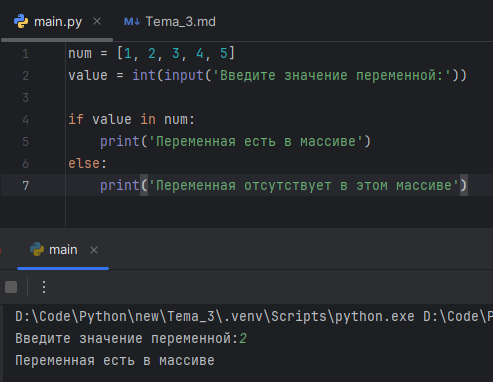 main.py × M↓ Tema_3.md
1 num = [1, 2, 3, 4, 5]
2 value = int(input('Введите значение переменной:'))
3
4 if value in num:
5 print('Переменная есть в массиве')
6 else:
7 print('Переменная отсутствует в этом массиве')
main ×
D:\Code\Python\new\Tema_3\.venv\Scripts\python.exe D:\Code\P
Введите значение переменной:2
Переменная есть в массиве